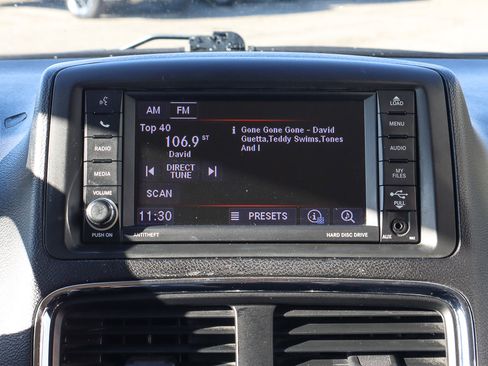 AM FM
Top 40
106.9 ST
David
i Gone Gone Gone - David
Guetta,Teddy Swims,Tones
And I
DIRECT
TUNE
SCAN
11:30
PRESETS
RADIO
MEDIA
VOLUME
PUSH ON
ANTITHEFT
HARD DISC DRIVE
LOAD
MENU
AUDIO
MY
FILES
PULL
AUX